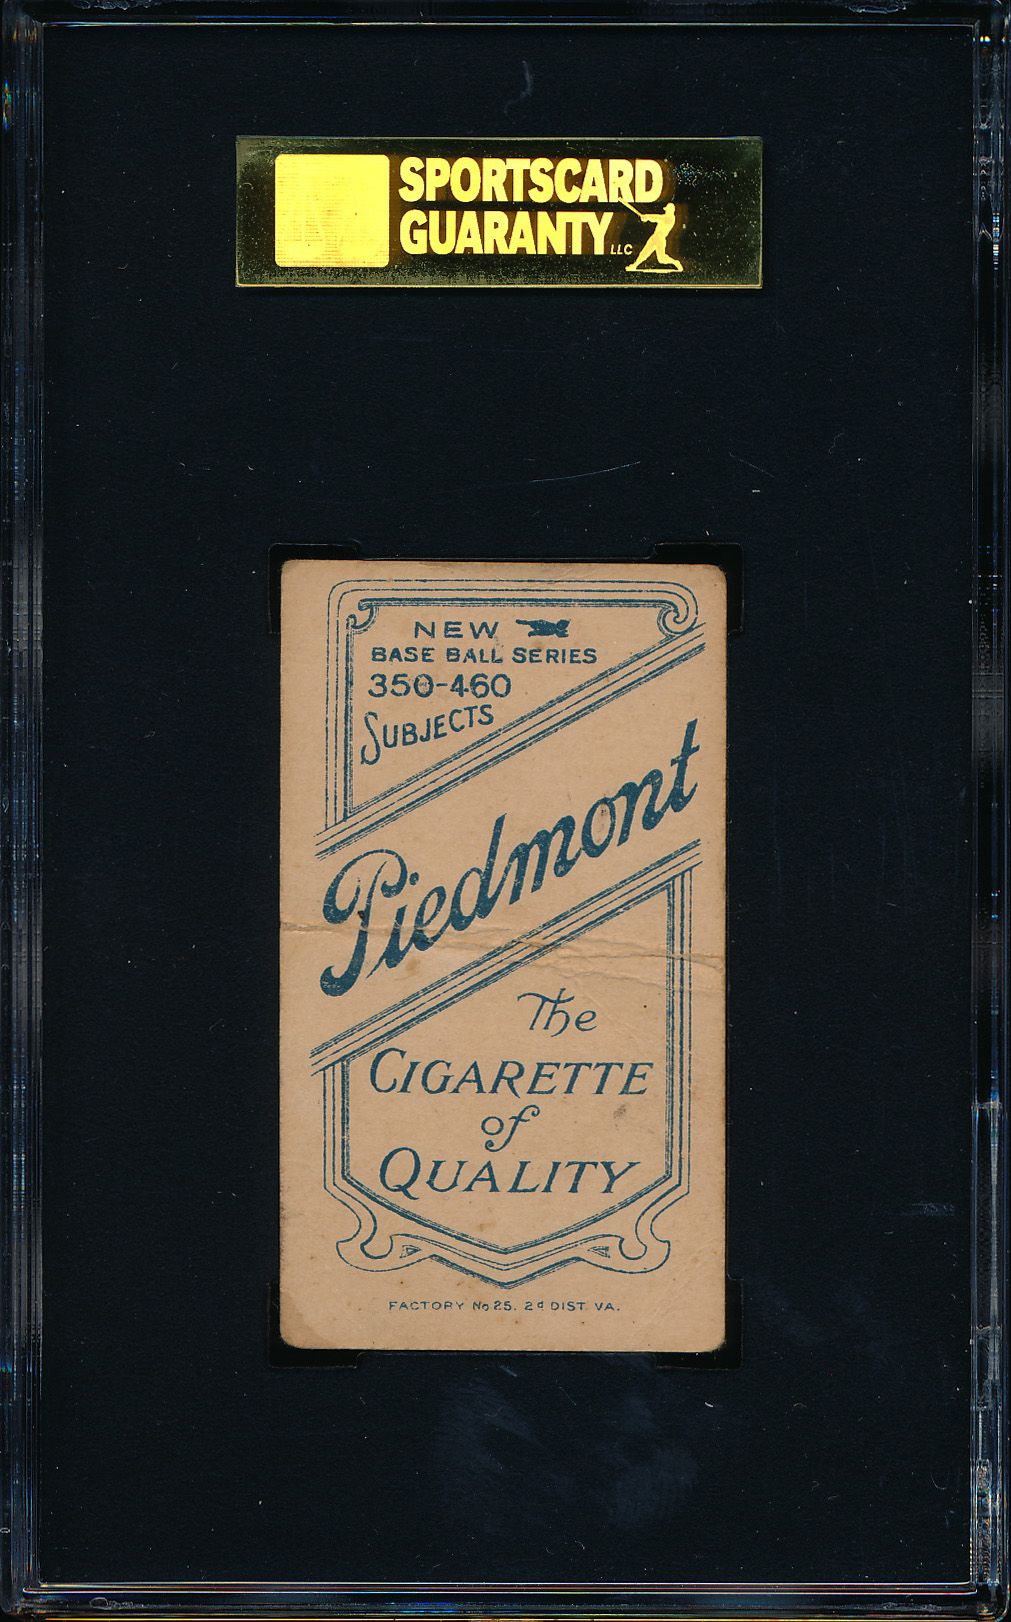 SPORTSCARD
GUARANTY LLC
NEW
BASE BALL SERIES
350-460
SUBJECTS
Piedmont
The
CIGARETTE
of
QUALITY
FACTORY No 25. 2d DIST. VA.